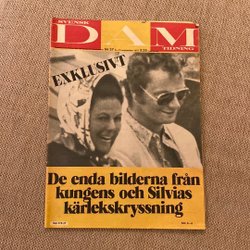 SVENSK
DAM
TIDNING
EXKLUSIVT
De enda bilderna från
kungens och Silvias
kärlekskryssning